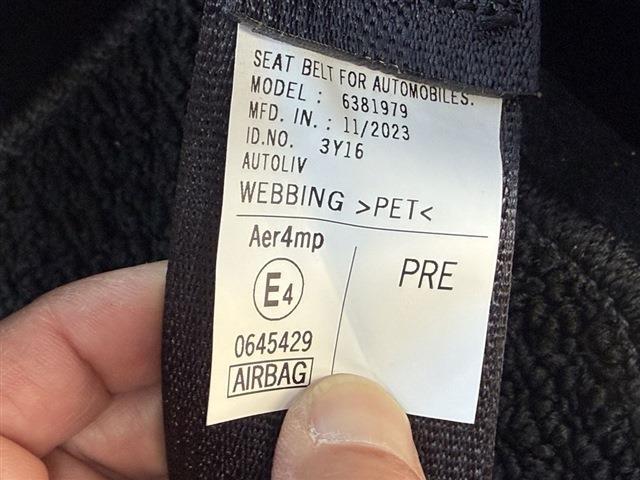 SEAT BELT FOR AUTOMOBILES.
MODEL : 6381979
MFD. IN. : 11/2023
ID.NO. 3Y16
AUTOLIV
WEBBING >PET<
Aer4mp
PRE
E4
0645429
AIRBAG